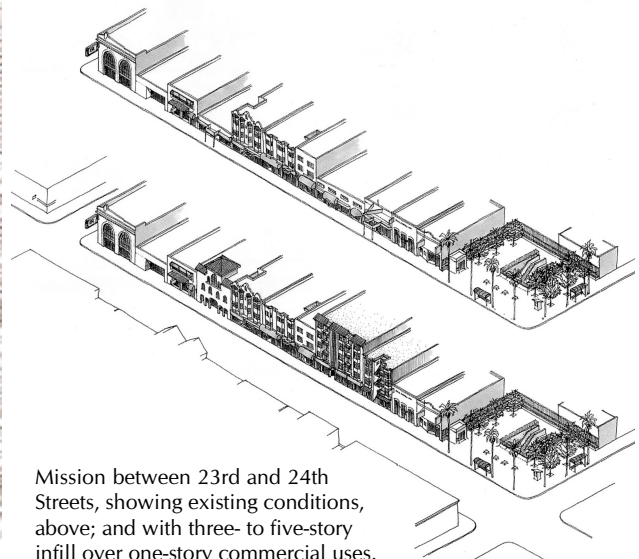 Mission between 23rd and 24th
Streets, showing existing conditions,
above; and with three- to five-story
infill over one-story commercial uses,